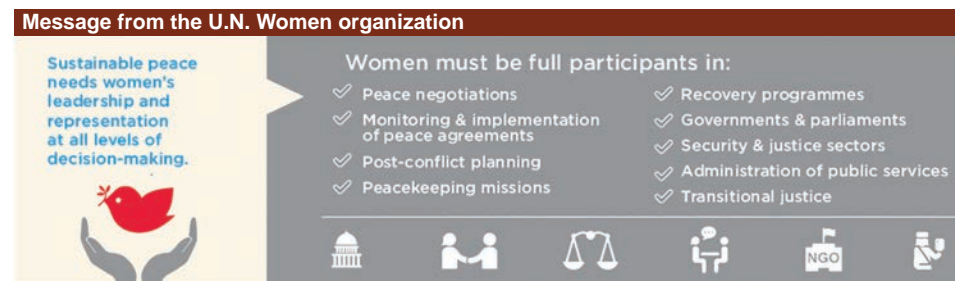 Message from the U.N. Women organization
Sustainable peace
needs women's
leadership and
representation
at all levels of
decision-making.
Women must be full participants in:
Peace negotiations
Monitoring & implementation
of peace agreements
Post-conflict planning
Peacekeeping missions
Recovery programmes
Governments & parliaments
Security & justice sectors
Administration of public services
Transitional justice
NGO